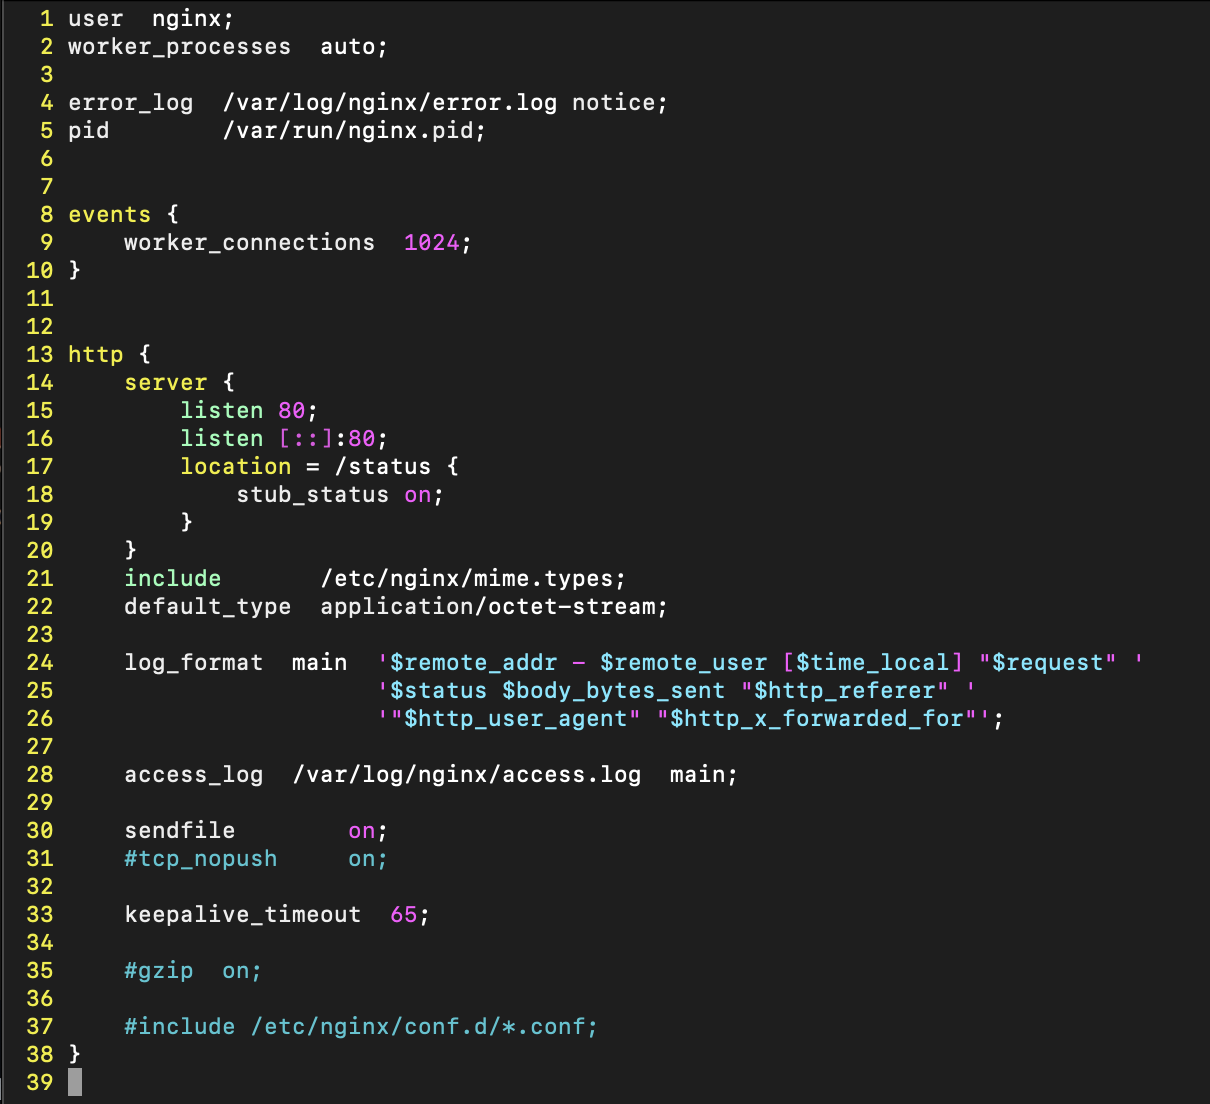 1 user  nginx;
2 worker_processes  auto;
3
4 error_log  /var/log/nginx/error.log notice;
5 pid        /var/run/nginx.pid;
6
7
8 events {
9     worker_connections  1024;
10 }
11
12
13 http {
14     server {
15         listen 80;
16         listen [::]:80;
17         location = /status {
18             stub_status on;
19         }
20     }
21     include       /etc/nginx/mime.types;
22     default_type  application/octet-stream;
23
24     log_format  main  '$remote_addr - $remote_user [$time_local] "$request" '
25                       '$status $body_bytes_sent "$http_referer" '
26                       '"$http_user_agent" "$http_x_forwarded_for"';
27
28     access_log  /var/log/nginx/access.log  main;
29
30     sendfile        on;
31     #tcp_nopush     on;
32
33     keepalive_timeout  65;
34
35     #gzip  on;
36
37     #include /etc/nginx/conf.d/*.conf;
38 }
39